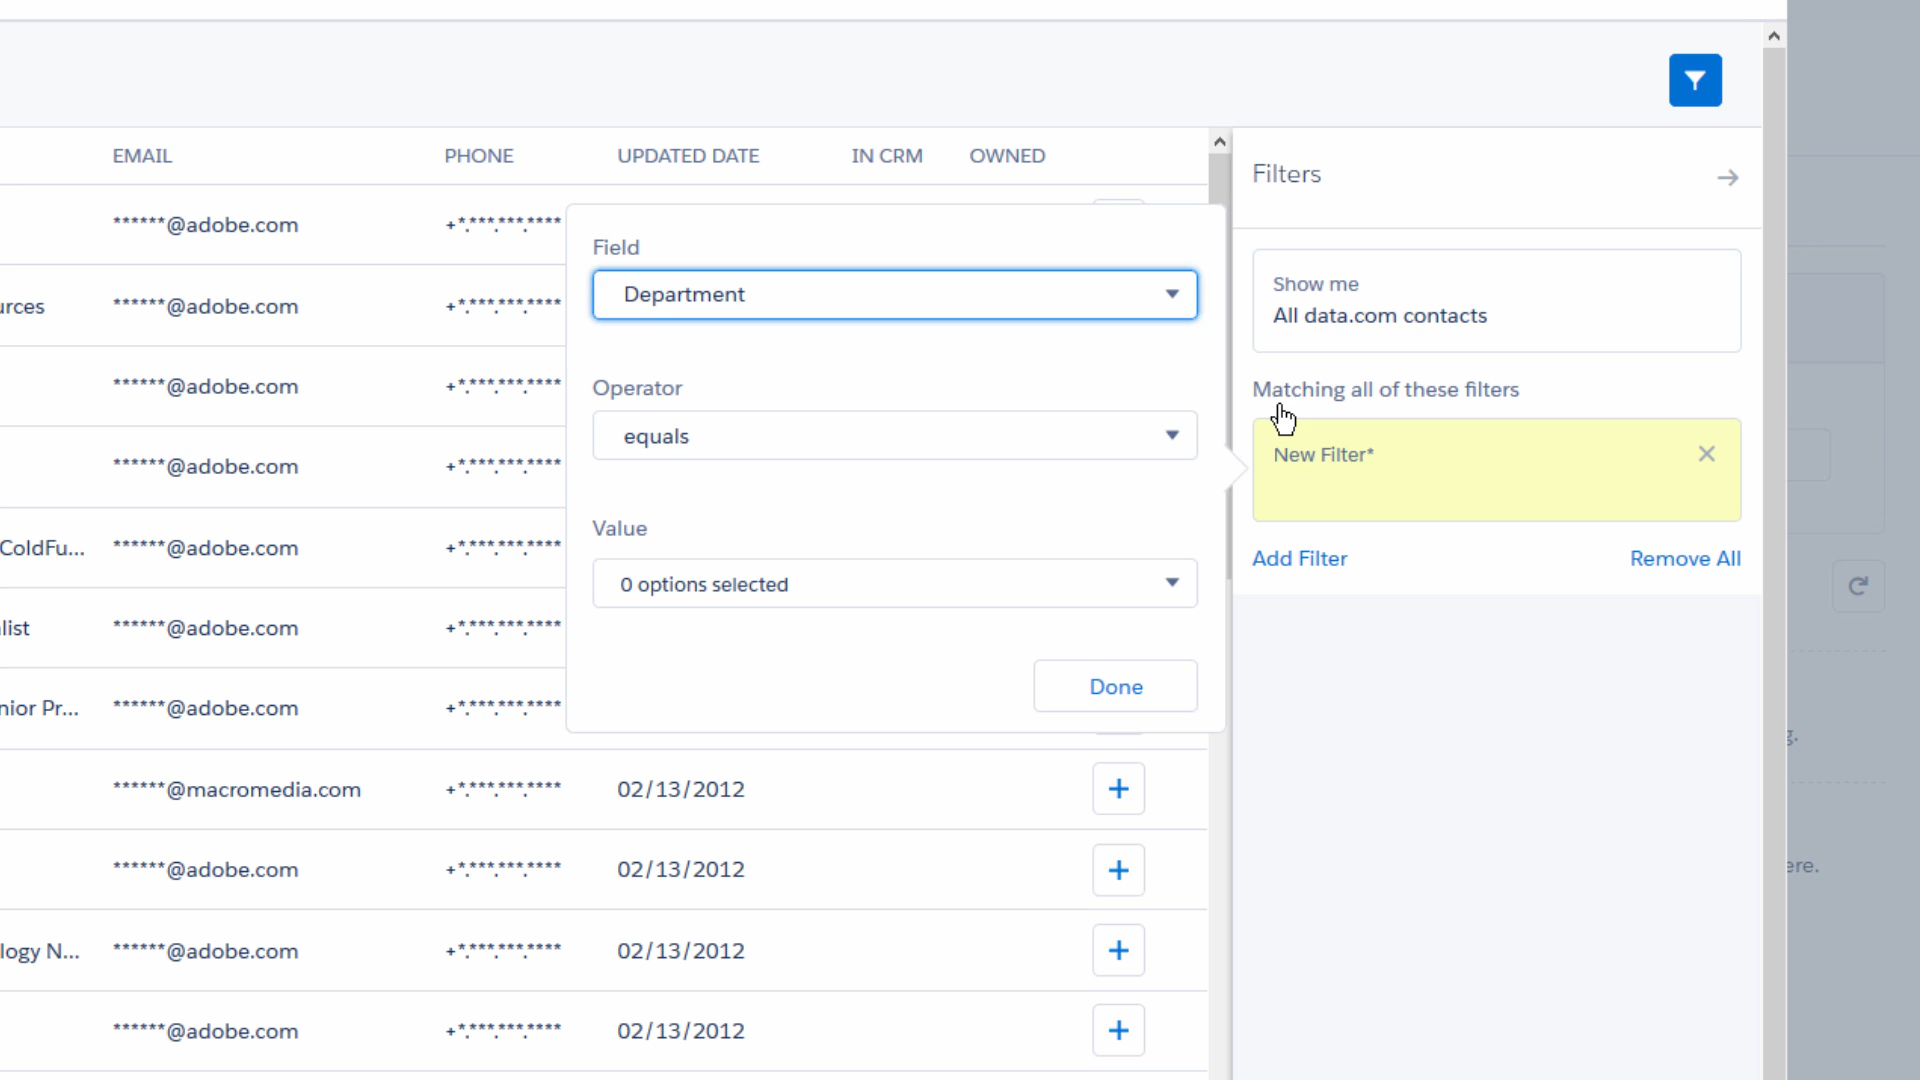 EMAIL PHONE UPDATED DATE IN CRM OWNED
******@adobe.com +*.***.***.****
urces ******@adobe.com +*.***.***.****
******@adobe.com +*.***.***.****
******@adobe.com +*.***.***.****
ColdFu... ******@adobe.com +*.***.***.****
list ******@adobe.com +*.***.***.****
nior Pr... ******@adobe.com +*.***.***.****
******@macromedia.com +*.***.***.**** 02/13/2012 +
******@adobe.com +*.***.***.**** 02/13/2012 +
logy N... ******@adobe.com +*.***.***.**** 02/13/2012 +
******@adobe.com +*.***.***.**** 02/13/2012 +
Field
Department
Operator
equals
Value
0 options selected
Done
Filters
Show me
All data.com contacts
Matching all of these filters
New Filter*
Add Filter Remove All
g.
ere.